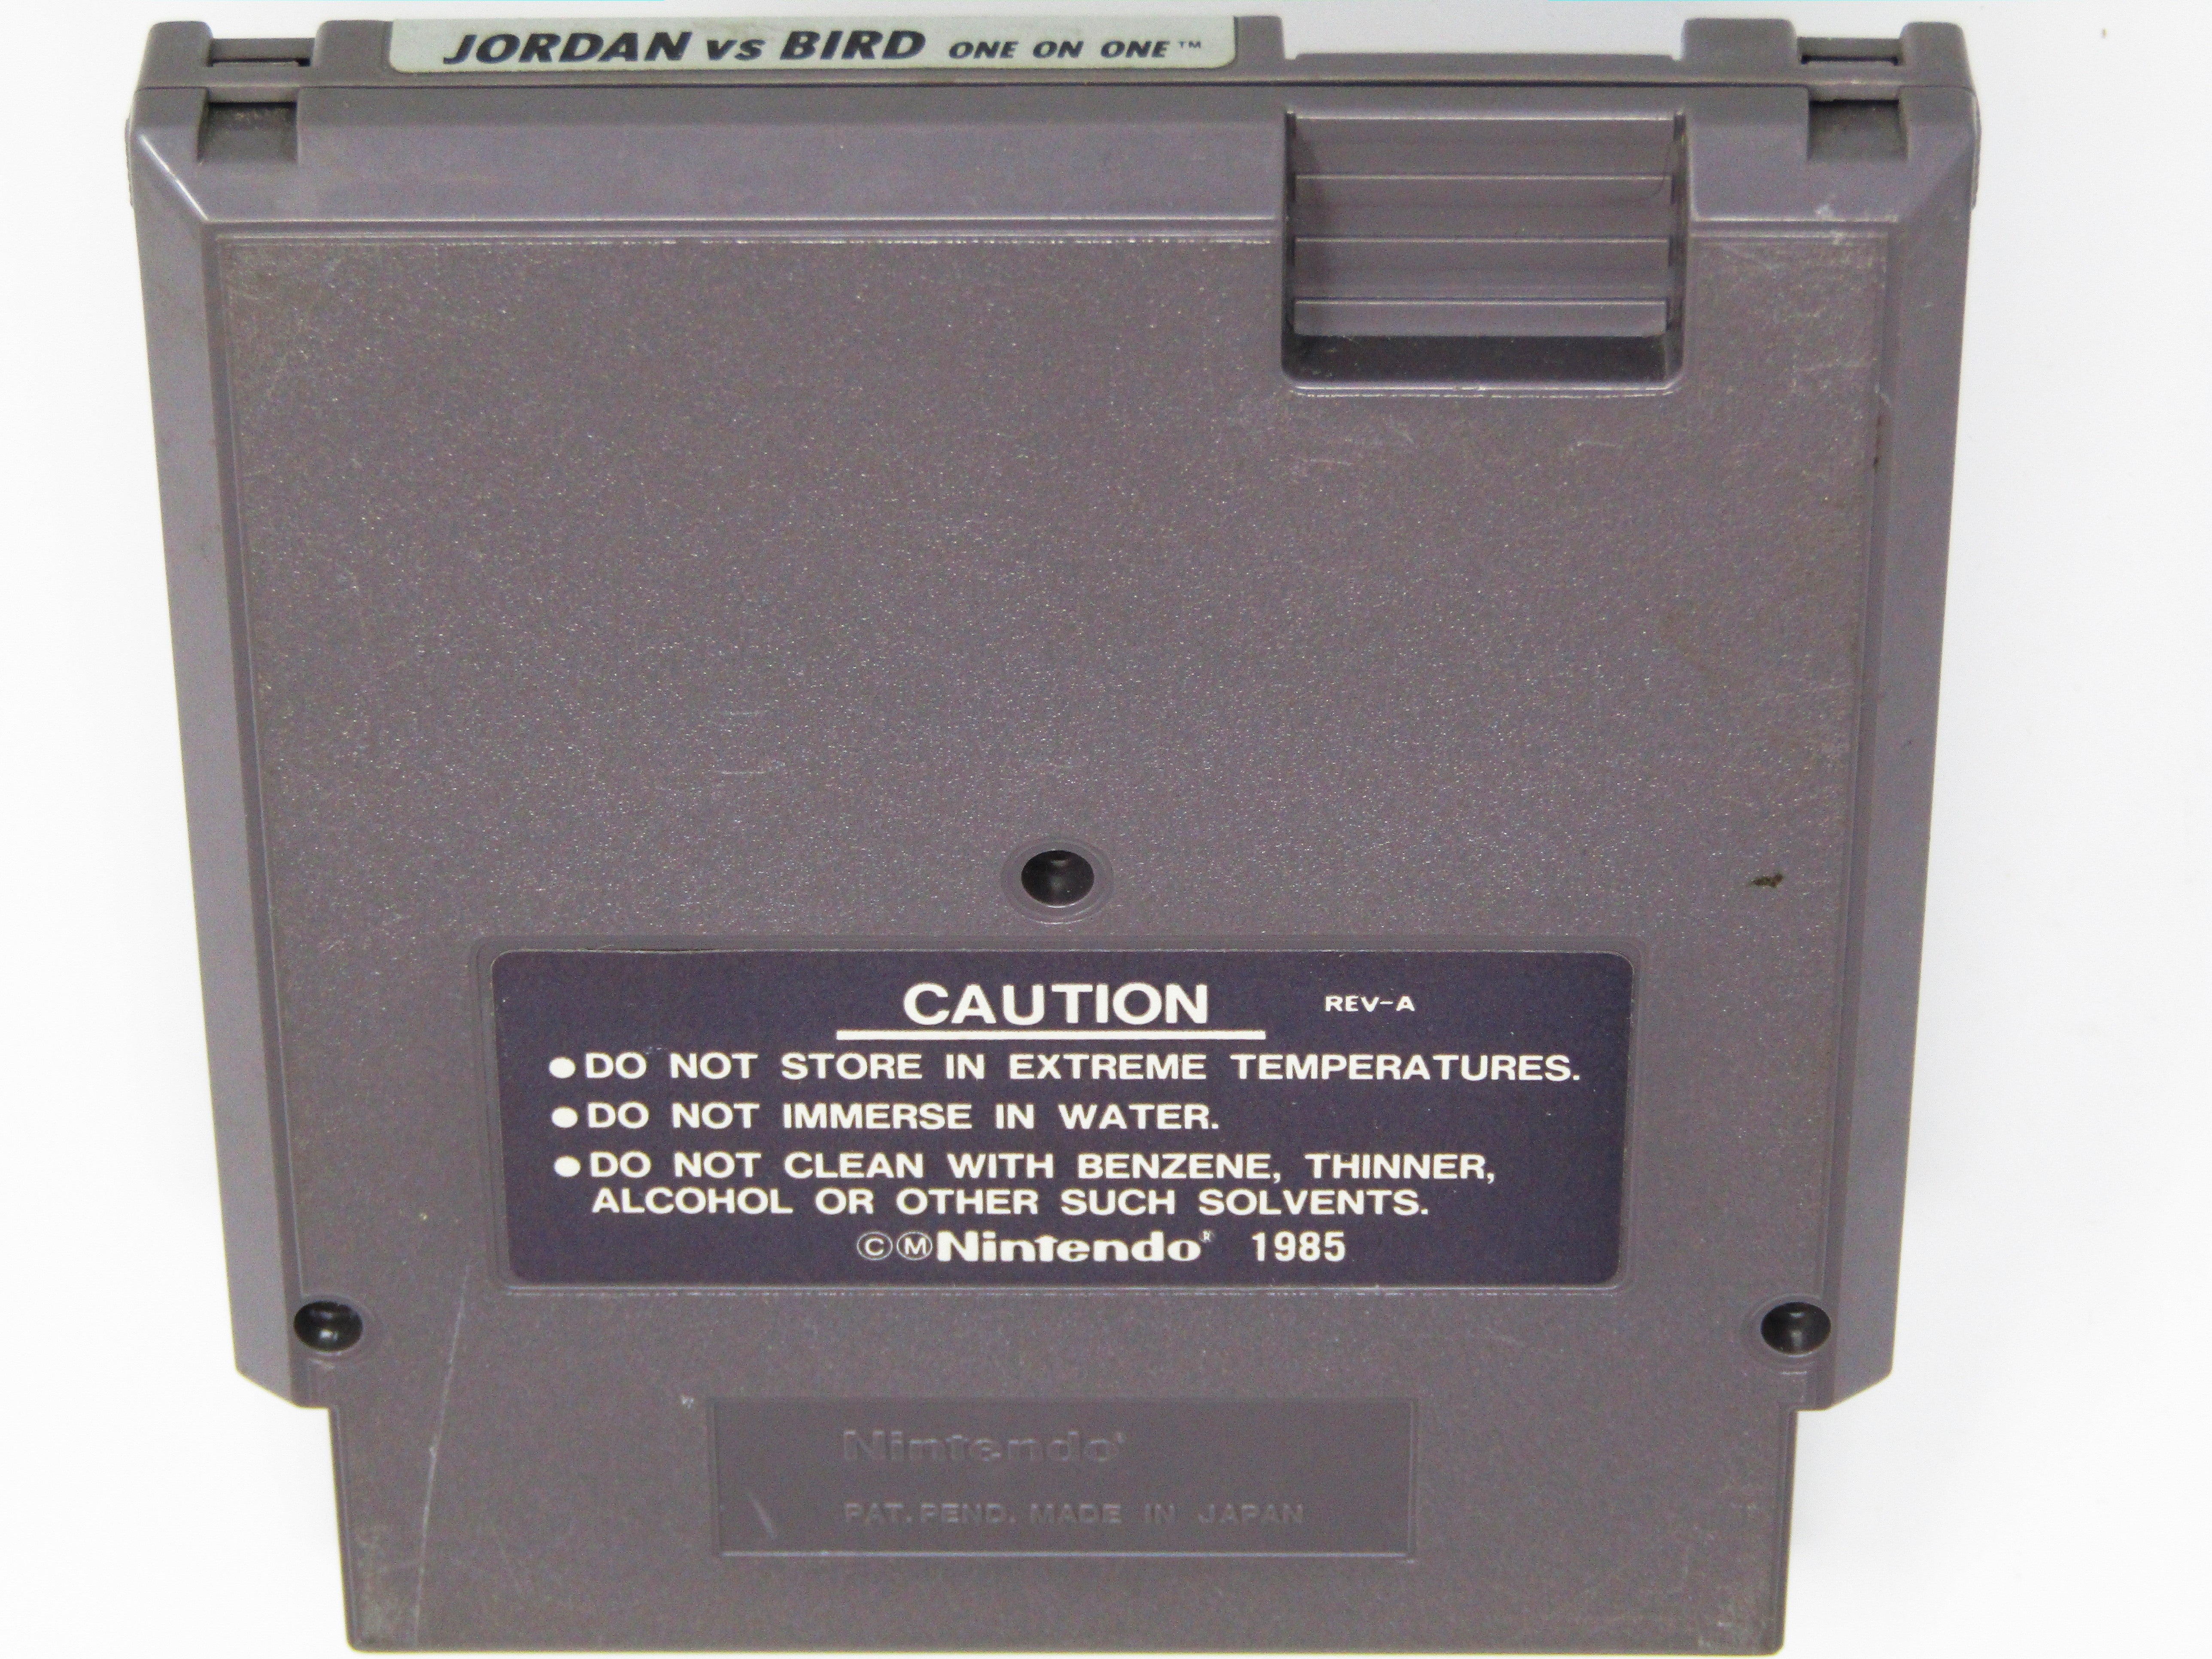 JORDAN vs BIRD ONE ON ONE™
CAUTION REV-A
●DO NOT STORE IN EXTREME TEMPERATURES.
●DO NOT IMMERSE IN WATER.
●DO NOT CLEAN WITH BENZENE, THINNER,
ALCOHOL OR OTHER SUCH SOLVENTS.
ⒸⓂNintendo® 1985
Nintendo®
PAT. PEND. MADE IN JAPAN